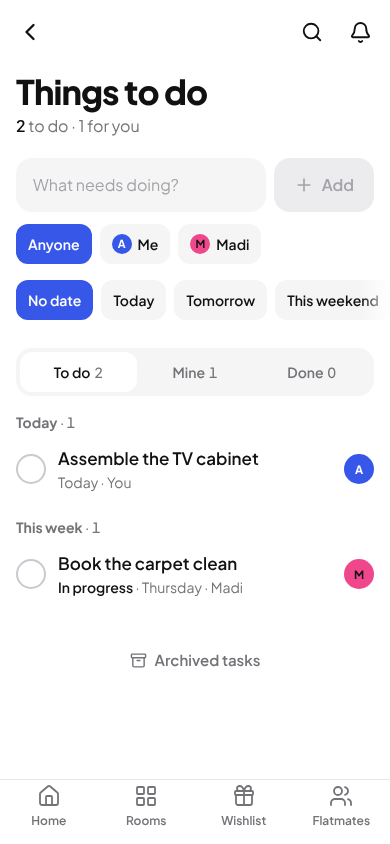 Things to do
2 to do · 1 for you
What needs doing?
Add
Anyone
A Me
M Madi
No date
Today
Tomorrow
This weekend
To do 2
Mine 1
Done 0
Today · 1
Assemble the TV cabinet
Today · You
A
This week · 1
Book the carpet clean
In progress · Thursday · Madi
M
Archived tasks
Home
Rooms
Wishlist
Flatmates